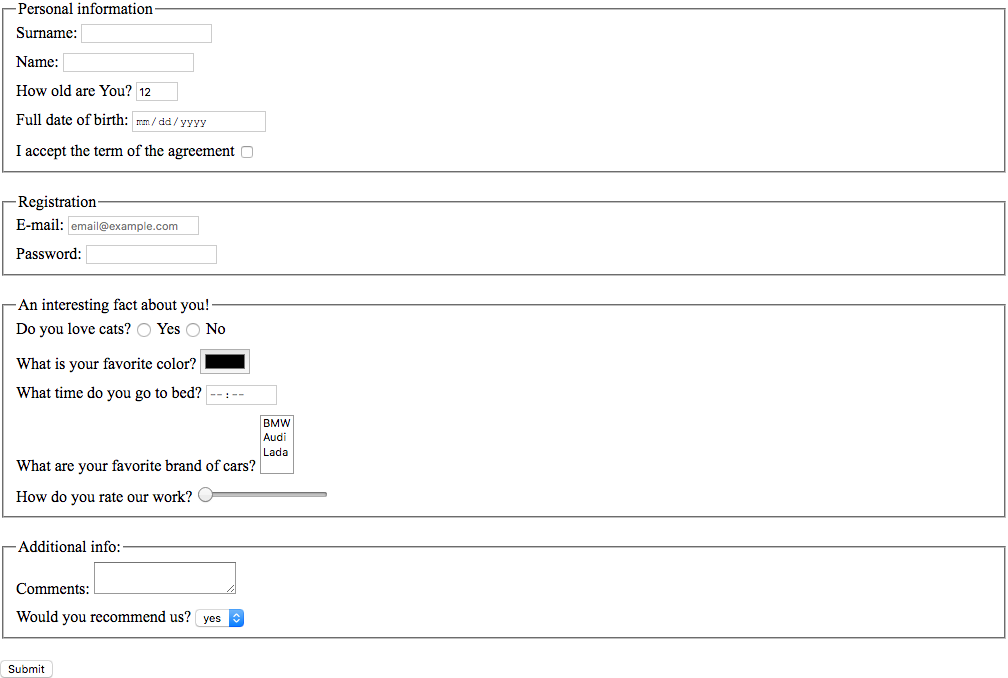 Personal information
Surname:
Name:
How old are You? 12
Full date of birth: mm/dd/yyyy
I accept the term of the agreement
Registration
E-mail: email@example.com
Password:
An interesting fact about you!
Do you love cats? Yes No
What is your favorite color?
What time do you go to bed? --:--
BMW
Audi
Lada
What are your favorite brand of cars?
How do you rate our work?
Additional info:
Comments:
Would you recommend us? yes
Submit